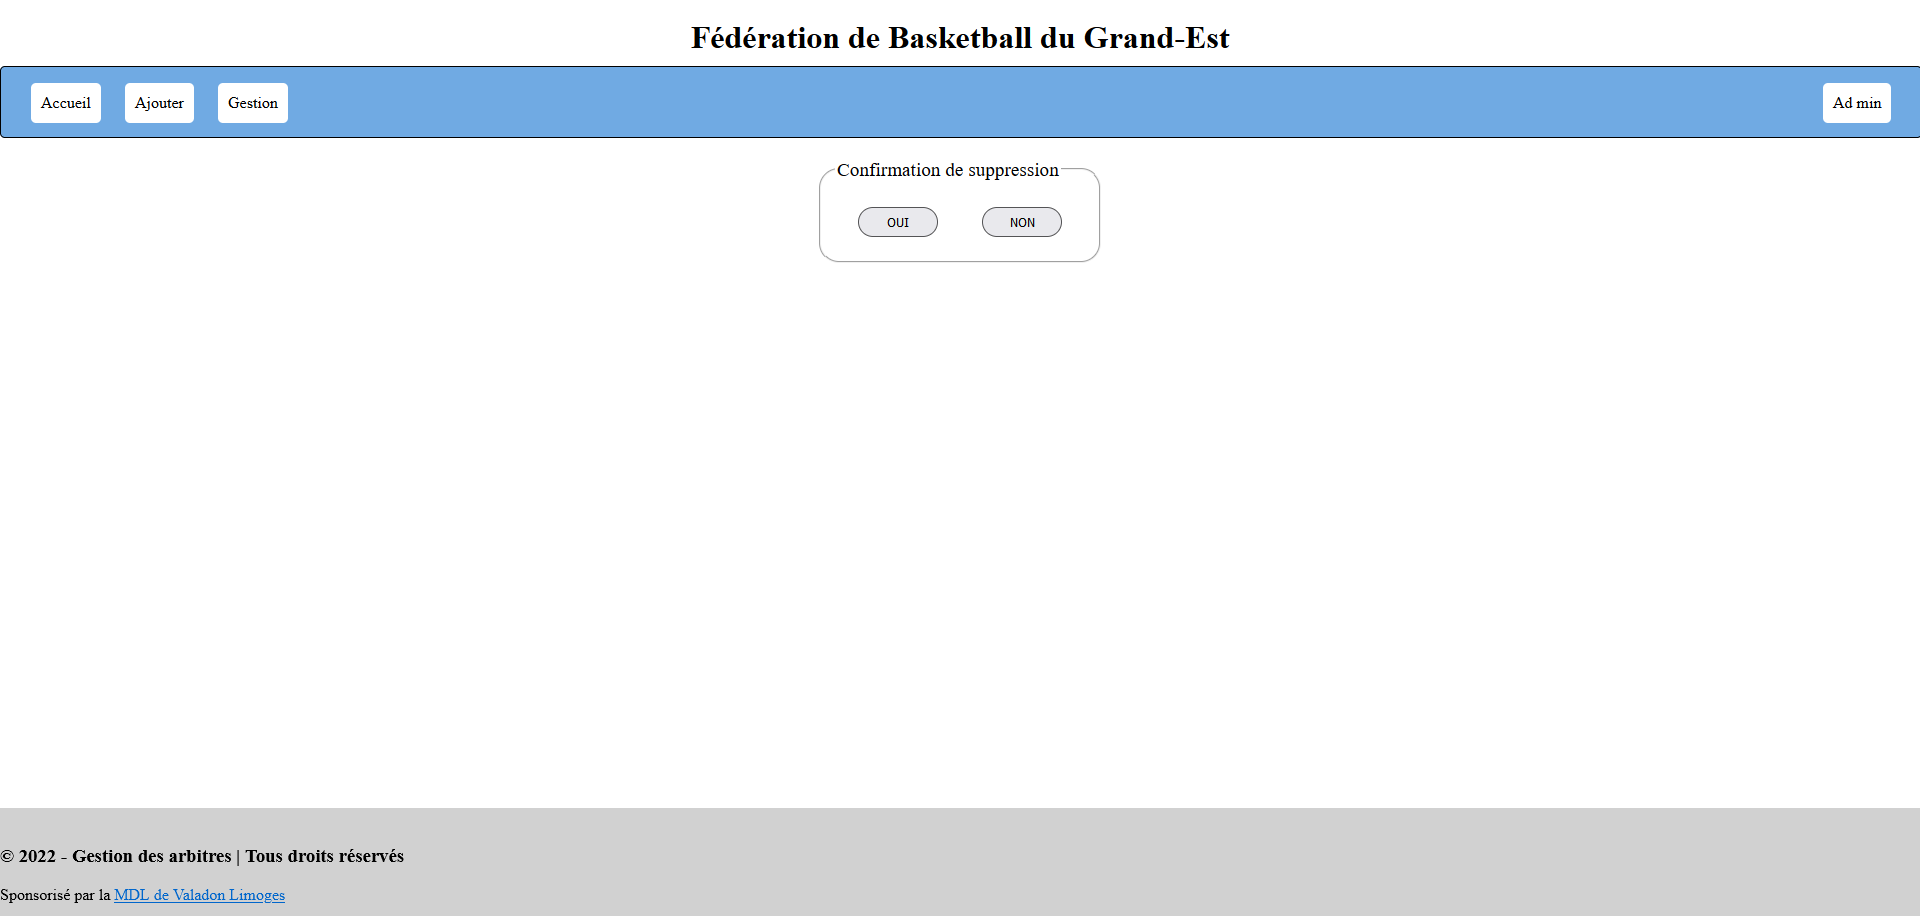 Fédération de Basketball du Grand-Est
Accueil Ajouter Gestion Ad min
Confirmation de suppression
OUI NON
© 2022 - Gestion des arbitres | Tous droits réservés
Sponsorisé par la MDL de Valadon Limoges